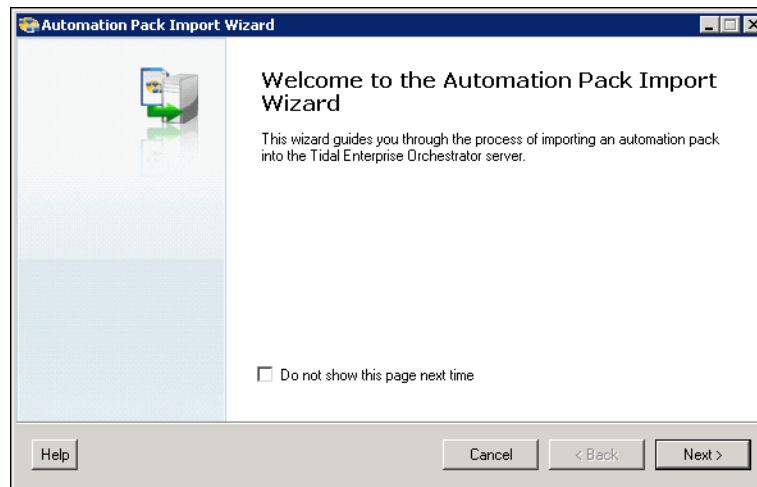 Automation Pack Import Wizard
Welcome to the Automation Pack Import
Wizard
This wizard guides you through the process of importing an automation pack
into the Tidal Enterprise Orchestrator server.
Do not show this page next time
Help
Cancel
< Back
Next >